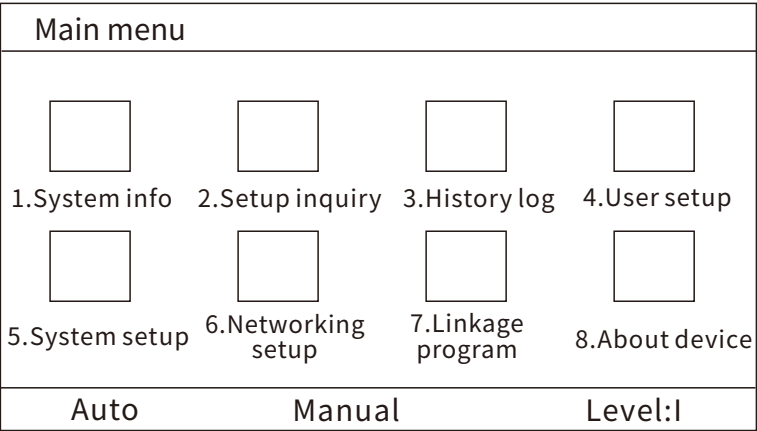 Main menu
1.System info
2.Setup inquiry
3.History log
4.User setup
5.System setup
6.Networking
setup
7.Linkage
program
8.About device
Auto
Manual
Level:I